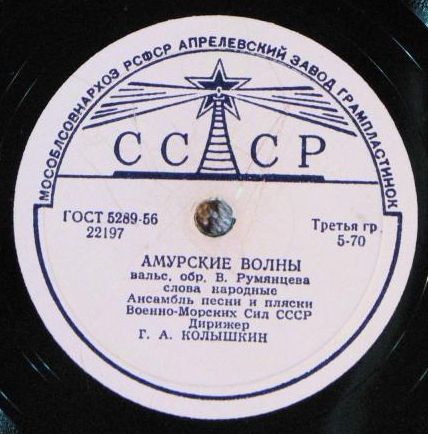 МОСОБЛСОВНАРХОЗ РСФСР АПРЕЛЕВСКИЙ ЗАВОД ГРАМПЛАСТИНОК
СССР
ГОСТ 5289-56
22197
Третья гр.
5-70
АМУРСКИЕ ВОЛНЫ
вальс, обр. В. Румянцева
слова народные
Ансамбль песни и пляски
Военно-Морских Сил СССР
Дирижер
Г. А. КОЛЫШКИН